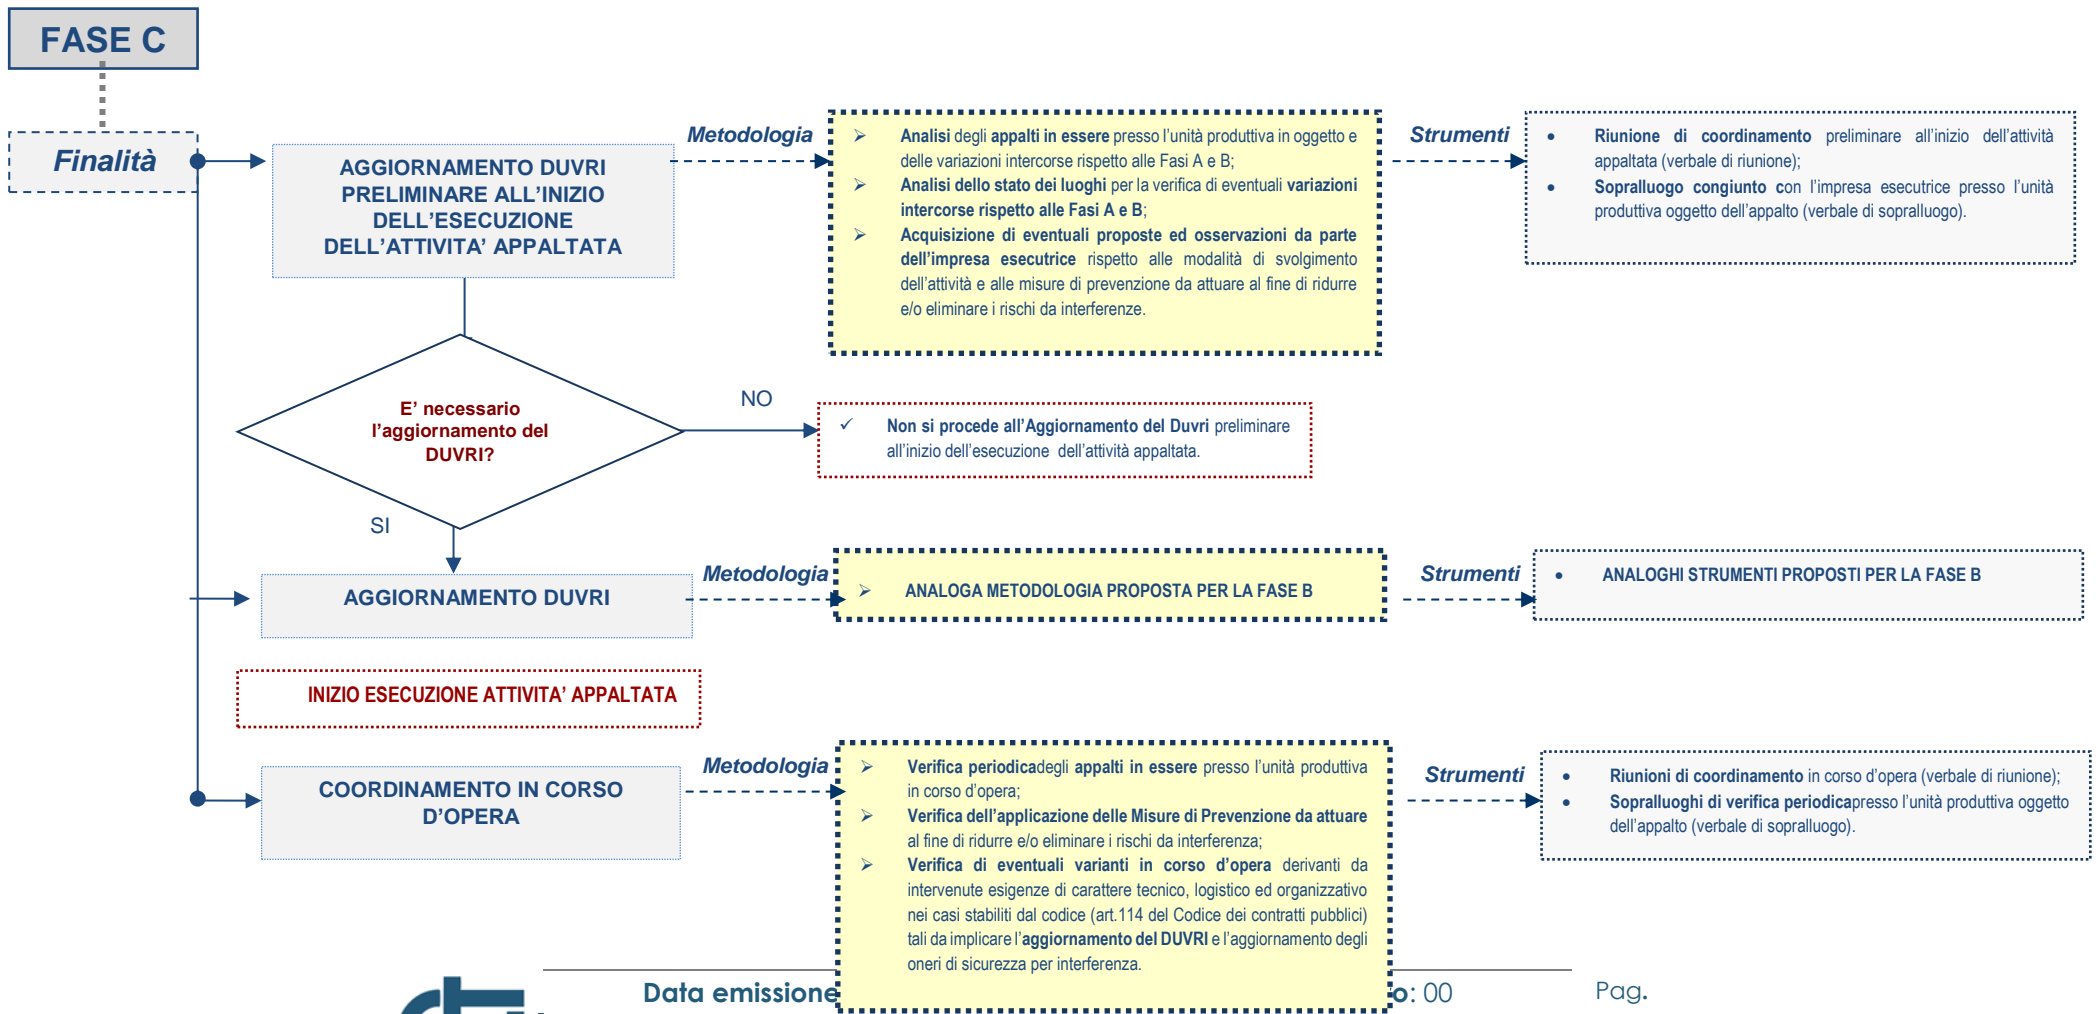 FASE C
Finalità
AGGIORNAMENTO DUVRI
PRELIMINARE ALL’INIZIO
DELL’ESECUZIONE
DELL’ATTIVITA’ APPALTATA
Metodologia
➢ Analisi degli appalti in essere presso l’unità produttiva in oggetto e
delle variazioni intercorse rispetto alle Fasi A e B;
➢ Analisi dello stato dei luoghi per la verifica di eventuali variazioni
intercorse rispetto alle Fasi A e B;
➢ Acquisizione di eventuali proposte ed osservazioni da parte
dell’impresa esecutrice rispetto alle modalità di svolgimento
dell’attività e alle misure di prevenzione da attuare al fine di ridurre
e/o eliminare i rischi da interferenze.
Strumenti
• Riunione di coordinamento preliminare all’inizio dell’attività
appaltata (verbale di riunione);
• Sopralluogo congiunto con l’impresa esecutrice presso l’unità
produttiva oggetto dell’appalto (verbale di sopralluogo).
E’ necessario
l’aggiornamento del
DUVRI?
NO
✓ Non si procede all’Aggiornamento del Duvri preliminare
all’inizio dell’esecuzione dell’attività appaltata.
SI
AGGIORNAMENTO DUVRI
Metodologia
➢ ANALOGA METODOLOGIA PROPOSTA PER LA FASE B
Strumenti
• ANALOGHI STRUMENTI PROPOSTI PER LA FASE B
INIZIO ESECUZIONE ATTIVITA’ APPALTATA
COORDINAMENTO IN CORSO
D’OPERA
Metodologia
➢ Verifica periodicadegli appalti in essere presso l’unità produttiva
in corso d’opera;
➢ Verifica dell’applicazione delle Misure di Prevenzione da attuare
al fine di ridurre e/o eliminare i rischi da interferenza;
➢ Verifica di eventuali varianti in corso d’opera derivanti da
intervenute esigenze di carattere tecnico, logistico ed organizzativo
nei casi stabiliti dal codice (art.114 del Codice dei contratti pubblici)
tali da implicare l’aggiornamento del DUVRI e l’aggiornamento degli
oneri di sicurezza per interferenza.
Strumenti
• Riunioni di coordinamento in corso d’opera (verbale di riunione);
• Sopralluoghi di verifica periodicapresso l’unità produttiva oggetto
dell’appalto (verbale di sopralluogo).
Data emissione
o: 00
Pag.